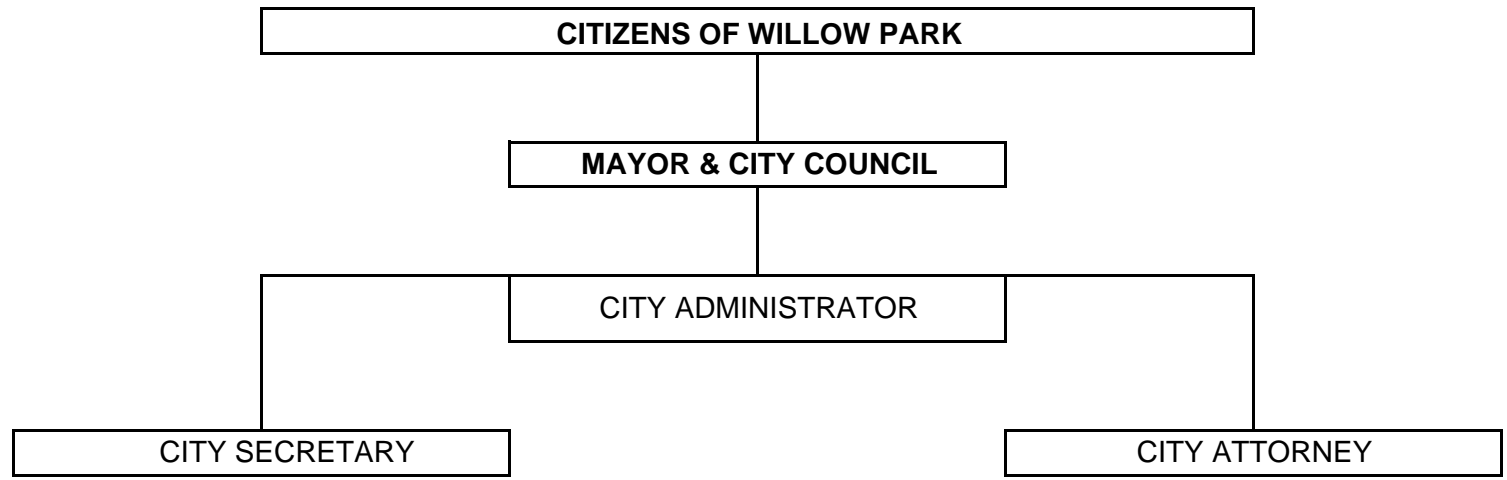 CITIZENS OF WILLOW PARK
MAYOR & CITY COUNCIL
CITY ADMINISTRATOR
CITY SECRETARY
CITY ATTORNEY